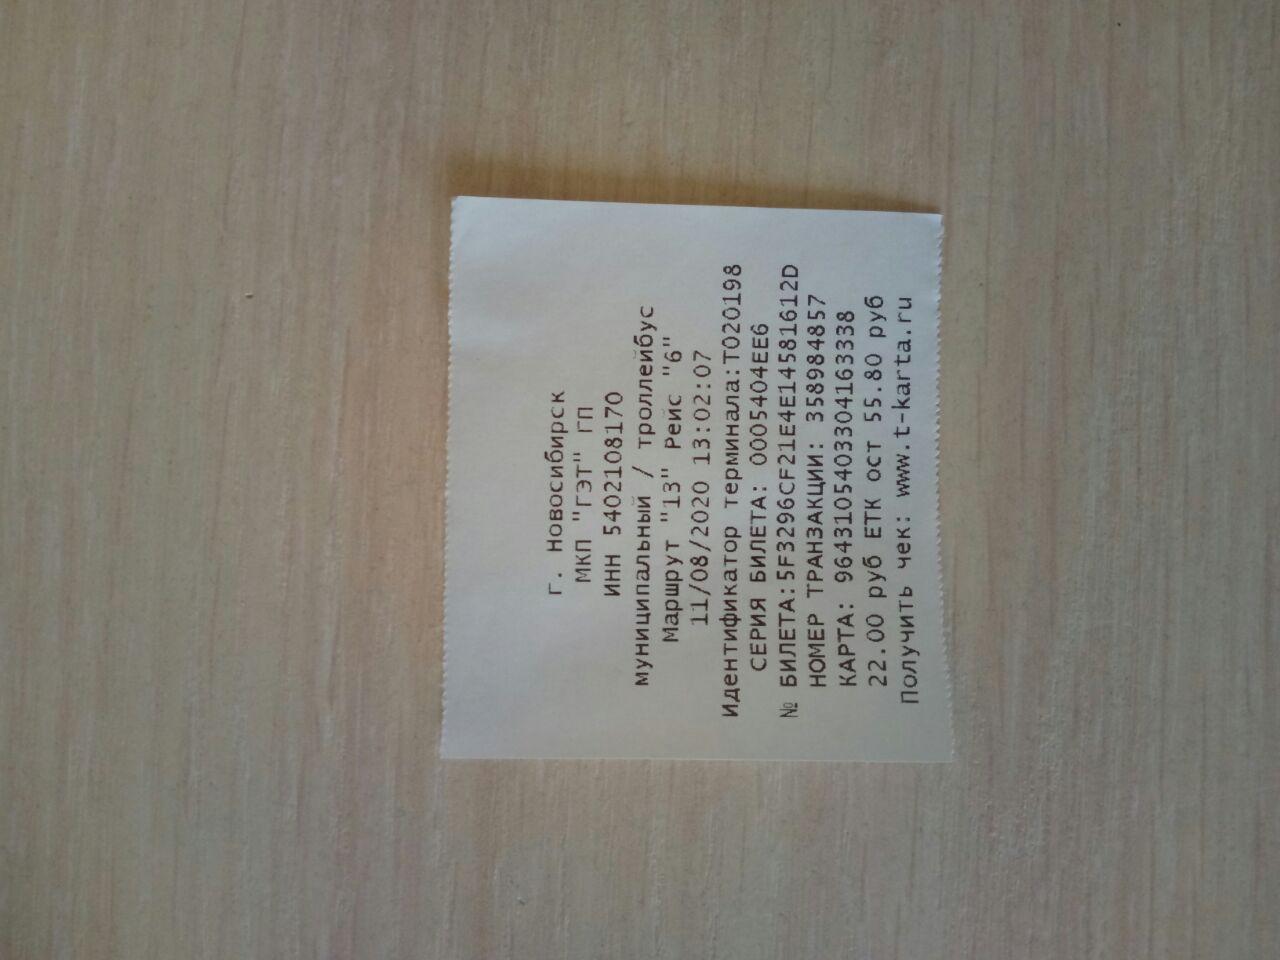 г. Новосибирск
МКП "ГЭТ" ГП
ИНН 5402108170
муниципальный / троллейбус
Маршрут "13" Рейс "6"
11/08/2020 13:02:07
Идентификатор терминала:T020198
СЕРИЯ БИЛЕТА: 0005404EE6
№ БИЛЕТА:5F3296CF21E4E14581612D
НОМЕР ТРАНЗАКЦИИ: 358984857
КАРТА: 96431054033304163338
22.00 руб ЕТК ост 55.80 руб
Получить чек: www.t-karta.ru